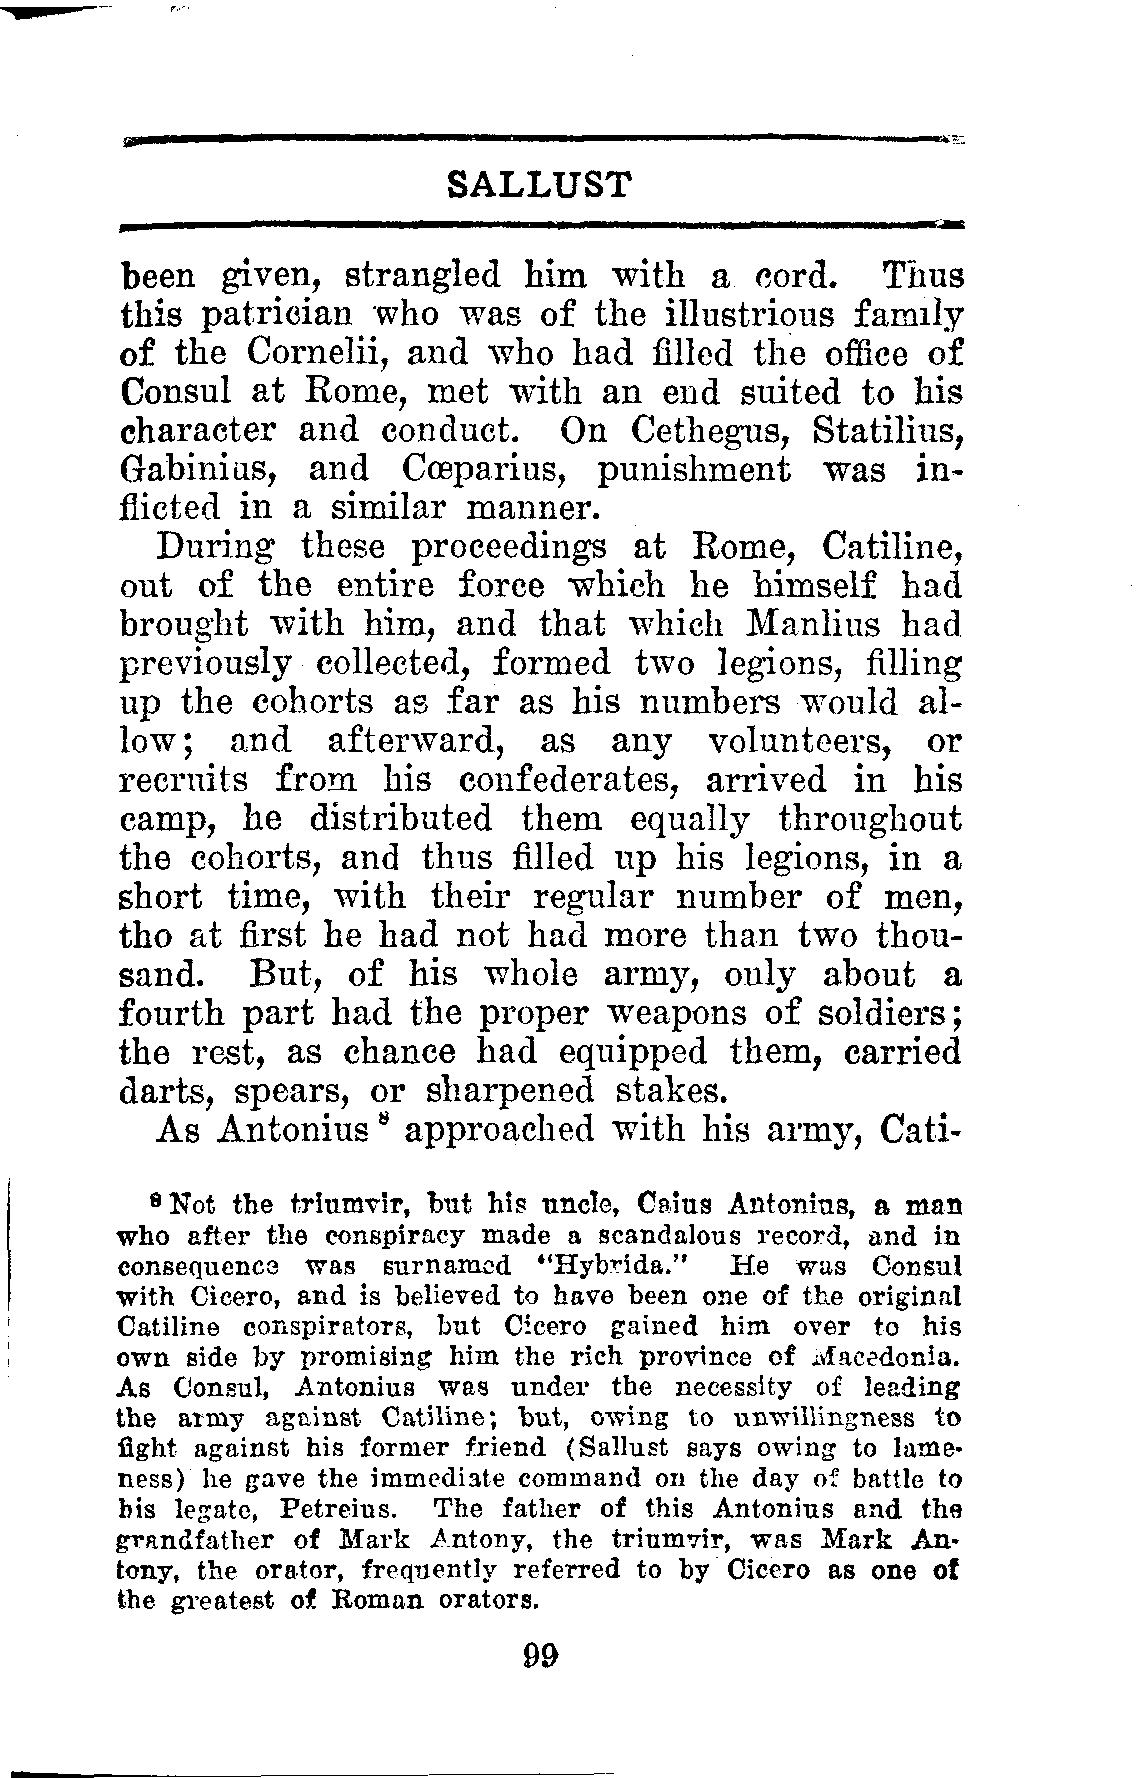 SALLUST
been given, strangled him with a cord. Thus
this patrician who was of the illustrious family
of the Cornelii, and who had filled the office of
Consul at Rome, met with an end suited to his
character and conduct. On Cethegus, Statilius,
Gabinius, and Cœparius, punishment was in-
flicted in a similar manner.
During these proceedings at Rome, Catiline,
out of the entire force which he himself had
brought with him, and that which Manlius had
previously collected, formed two legions, filling
up the cohorts as far as his numbers would al-
low; and afterward, as any volunteers, or
recruits from his confederates, arrived in his
camp, he distributed them equally throughout
the cohorts, and thus filled up his legions, in a
short time, with their regular number of men,
tho at first he had not had more than two thou-
sand. But, of his whole army, only about a
fourth part had the proper weapons of soldiers;
the rest, as chance had equipped them, carried
darts, spears, or sharpened stakes.
As Antonius⁸ approached with his army, Cati-
⁸ Not the triumvir, but his uncle, Caius Antonius, a man
who after the conspiracy made a scandalous record, and in
consequence was surnamed "Hybrida." He was Consul
with Cicero, and is believed to have been one of the original
Catiline conspirators, but Cicero gained him over to his
own side by promising him the rich province of Macedonia.
As Consul, Antonius was under the necessity of leading
the army against Catiline; but, owing to unwillingness to
fight against his former friend (Sallust says owing to lame-
ness) he gave the immediate command on the day of battle to
his legate, Petreius. The father of this Antonius and the
grandfather of Mark Antony, the triumvir, was Mark An-
tony, the orator, frequently referred to by Cicero as one of
the greatest of Roman orators.
99